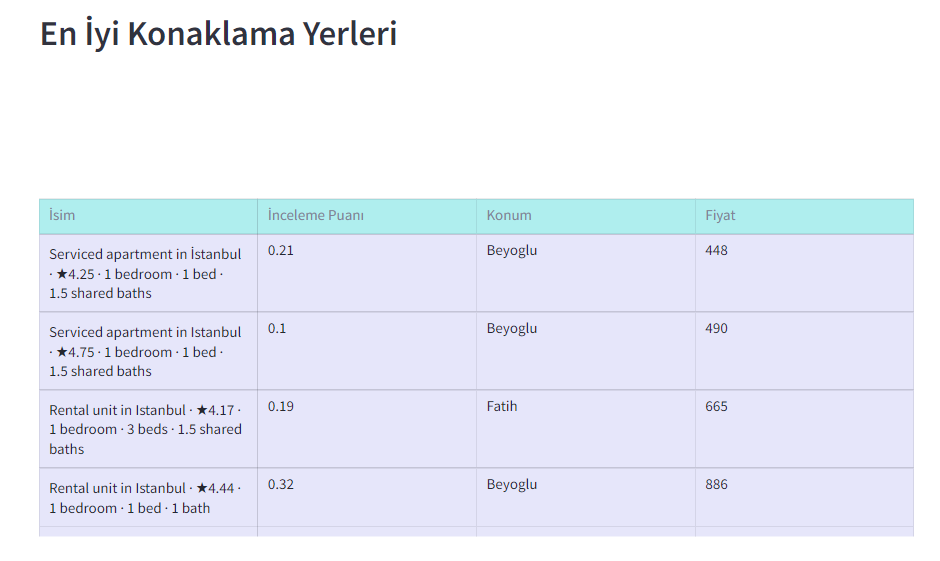 En İyi Konaklama Yerleri
İsim İnceleme Puanı Konum Fiyat
Serviced apartment in İstanbul 0.21 Beyoglu 448
· ★4.25 · 1 bedroom · 1 bed ·
1.5 shared baths
Serviced apartment in Istanbul 0.1 Beyoglu 490
· ★4.75 · 1 bedroom · 1 bed ·
1.5 shared baths
Rental unit in Istanbul · ★4.17 · 0.19 Fatih 665
1 bedroom · 3 beds · 1.5 shared
baths
Rental unit in Istanbul · ★4.44 · 0.32 Beyoglu 886
1 bedroom · 1 bed · 1 bath